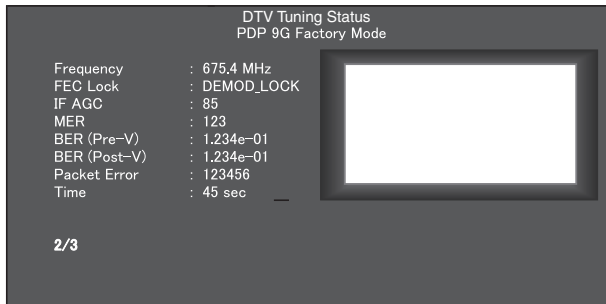 DTV Tuning Status
PDP 9G Factory Mode
Frequency : 675.4 MHz
FEC Lock : DEMOD_LOCK
IF AGC : 85
MER : 123
BER (Pre-V) : 1.234e-01
BER (Post-V) : 1.234e-01
Packet Error : 123456
Time : 45 sec _
2/3